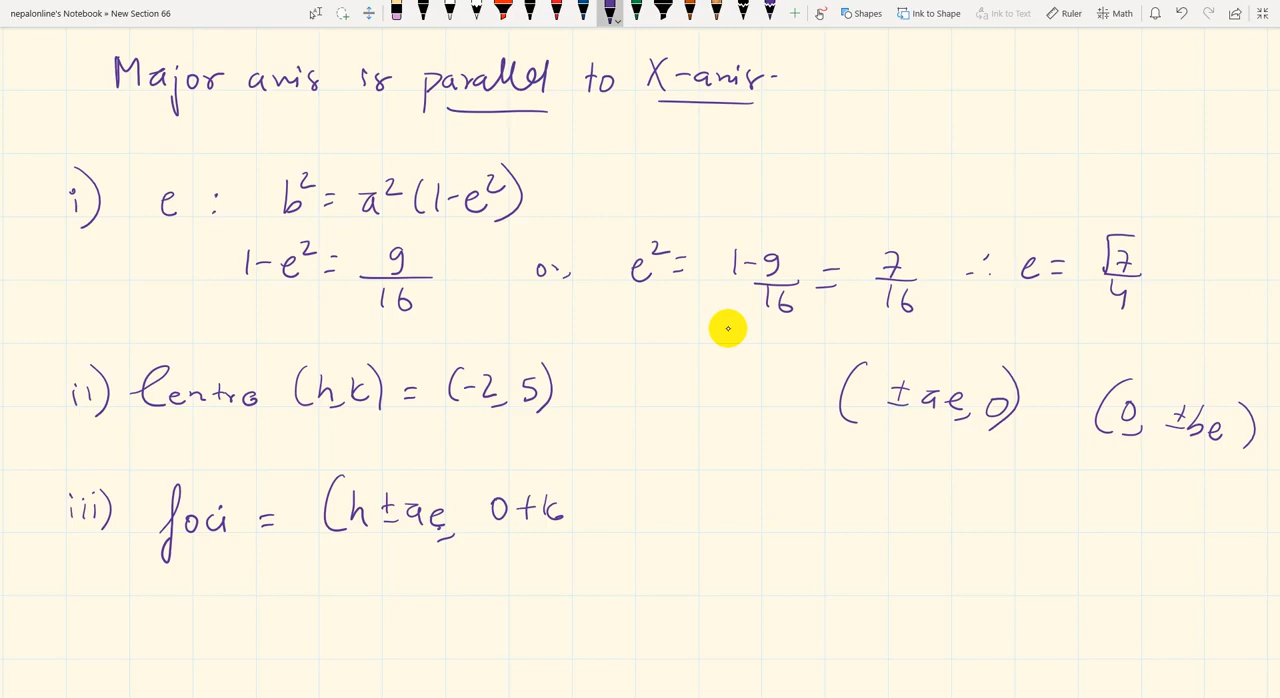 nepalonline's Notebook » New Section 66
Shapes Ink to Shape Ink to Text Ruler Math
Major axis is parallel to X-axis.
i) e : b² = a²(1-e²)
1-e² = 9/16 or, e² = 1-9/16 = 7/16 ∴ e = √7/4
ii) Centre (h,k) = (-2, 5) (±ae, 0) (0, ±be)
iii) foci = (h±ae, 0+k